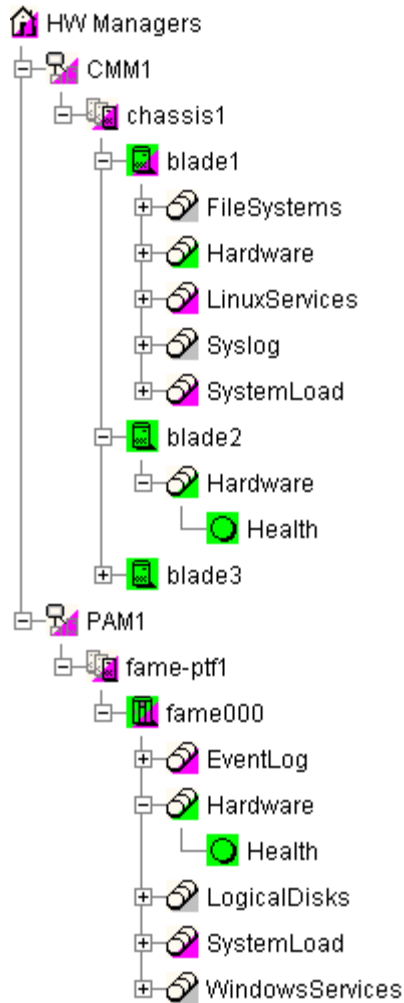 HW Managers
CMM1
chassis1
blade1
FileSystems
Hardware
LinuxServices
Syslog
SystemLoad
blade2
Hardware
Health
blade3
PAM1
fame-ptf1
fame000
EventLog
Hardware
Health
LogicalDisks
SystemLoad
WindowsServices